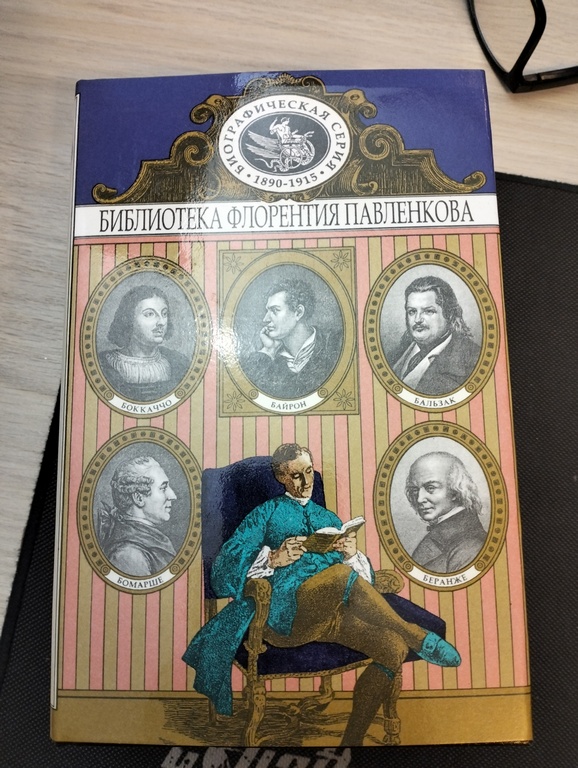 БИОГРАФИЧЕСКАЯ СЕРИЯ
• 1890-1915 •
БИБЛИОТЕКА ФЛОРЕНТИЯ ПАВЛЕНКОВА
БОККАЧЧО
БАЙРОН
БАЛЬЗАК
БОМАРШЕ
БЕРАНЖЕ